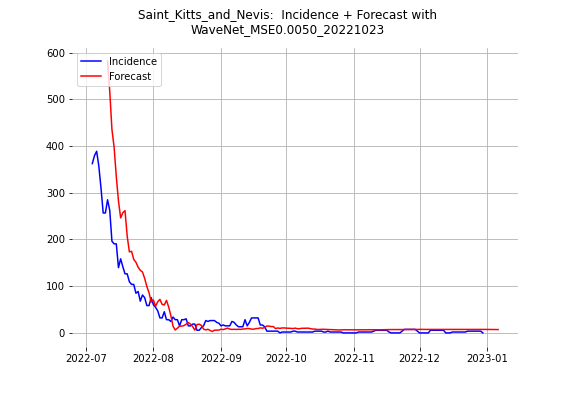 Saint_Kitts_and_Nevis:  Incidence + Forecast with
WaveNet_MSE0.0050_20221023
Incidence
Forecast
600
500
400
300
200
100
0
2022-07 2022-08 2022-09 2022-10 2022-11 2022-12 2023-01